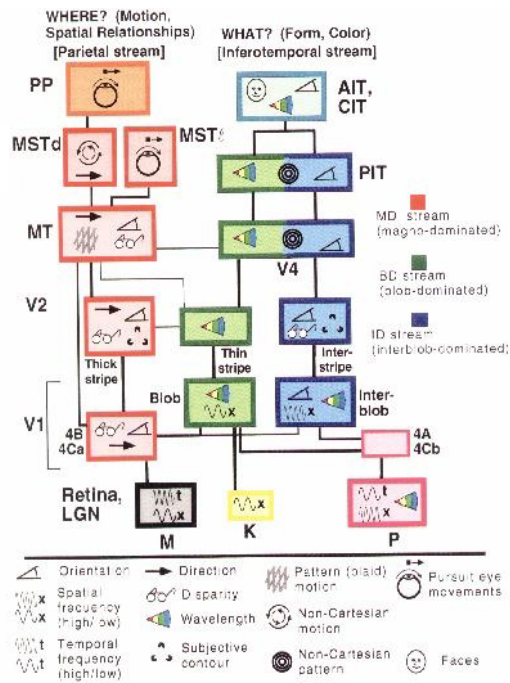 WHERE? (Motion,
Spatial Relationships)
[Parietal stream]
WHAT? (Form, Color)
[Inferotemporal stream]
PP
AIT,
CIT
MSTd
MST
PIT
MT
V4
MD stream
(magno-dominated)
BD stream
(blob-dominated)
ID stream
(interblob-dominated)
V2
Thick
stripe
Thin
stripe
Inter-
stripe
V1
Blob
Inter-
blob
4B
4Ca
4A
4Cb
Retina,
LGN
t
x
x
x
x
x
t
x
M
K
P
Orientation
Direction
Pattern (plaid)
motion
Pursuit eye
movements
x Spatial
x frequency
(high/low)
Disparity
Wavelength
Non-Cartesian
motion
t Temporal
t frequency
(high/low)
Subjective
contour
Non-Cartesian
pattern
Faces